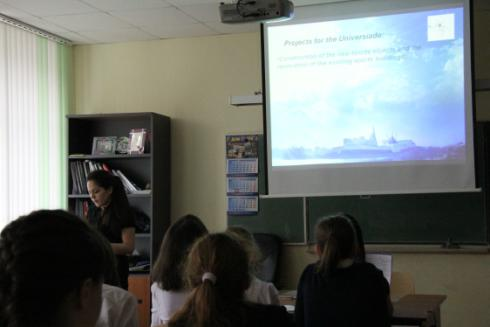 Projects for the Universiade
Construction of the new sports objects and the
renovation of the existing sports buildings